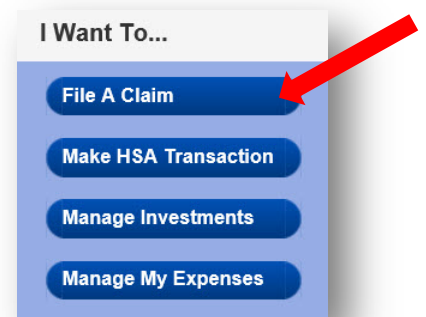 I Want To...
File A Claim
Make HSA Transaction
Manage Investments
Manage My Expenses